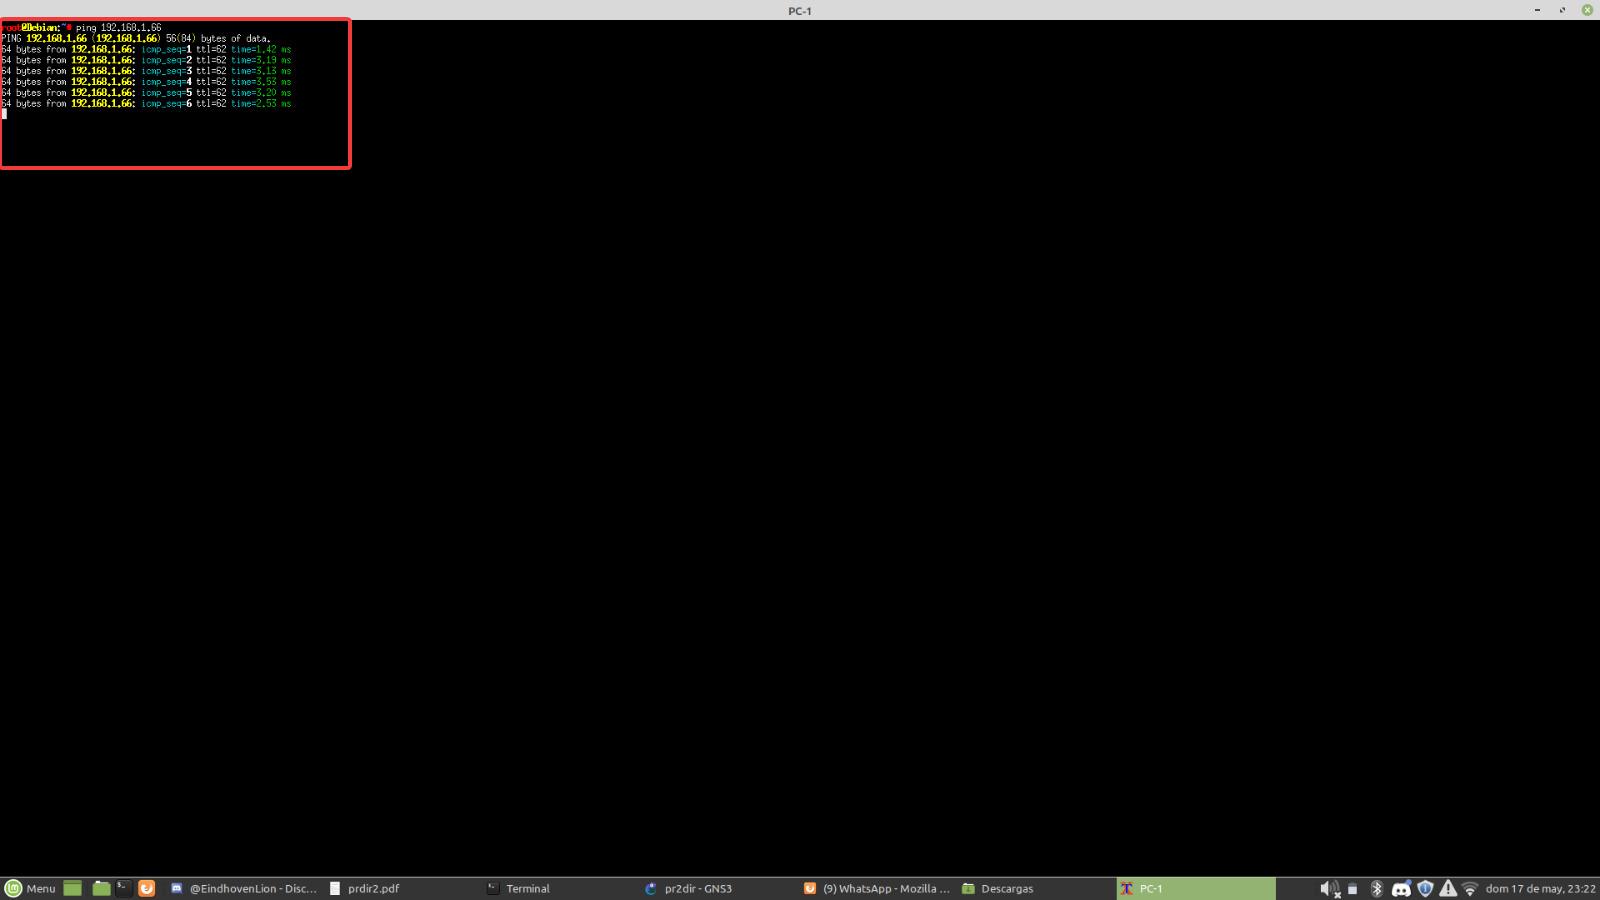 PC-1
root@Debian:~# ping 192.168.1.66
PING 192.168.1.66 (192.168.1.66) 56(84) bytes of data.
64 bytes from 192.168.1.66: icmp_seq=1 ttl=62 time=1.42 ms
64 bytes from 192.168.1.66: icmp_seq=2 ttl=62 time=3.19 ms
64 bytes from 192.168.1.66: icmp_seq=3 ttl=62 time=3.13 ms
64 bytes from 192.168.1.66: icmp_seq=4 ttl=62 time=3.53 ms
64 bytes from 192.168.1.66: icmp_seq=5 ttl=62 time=3.20 ms
64 bytes from 192.168.1.66: icmp_seq=6 ttl=62 time=2.53 ms
Menu @EindhovenLion - Disc... prdir2.pdf Terminal pr2dir - GNS3 (9) WhatsApp - Mozilla ... Descargas PC-1 dom 17 de may, 23:22